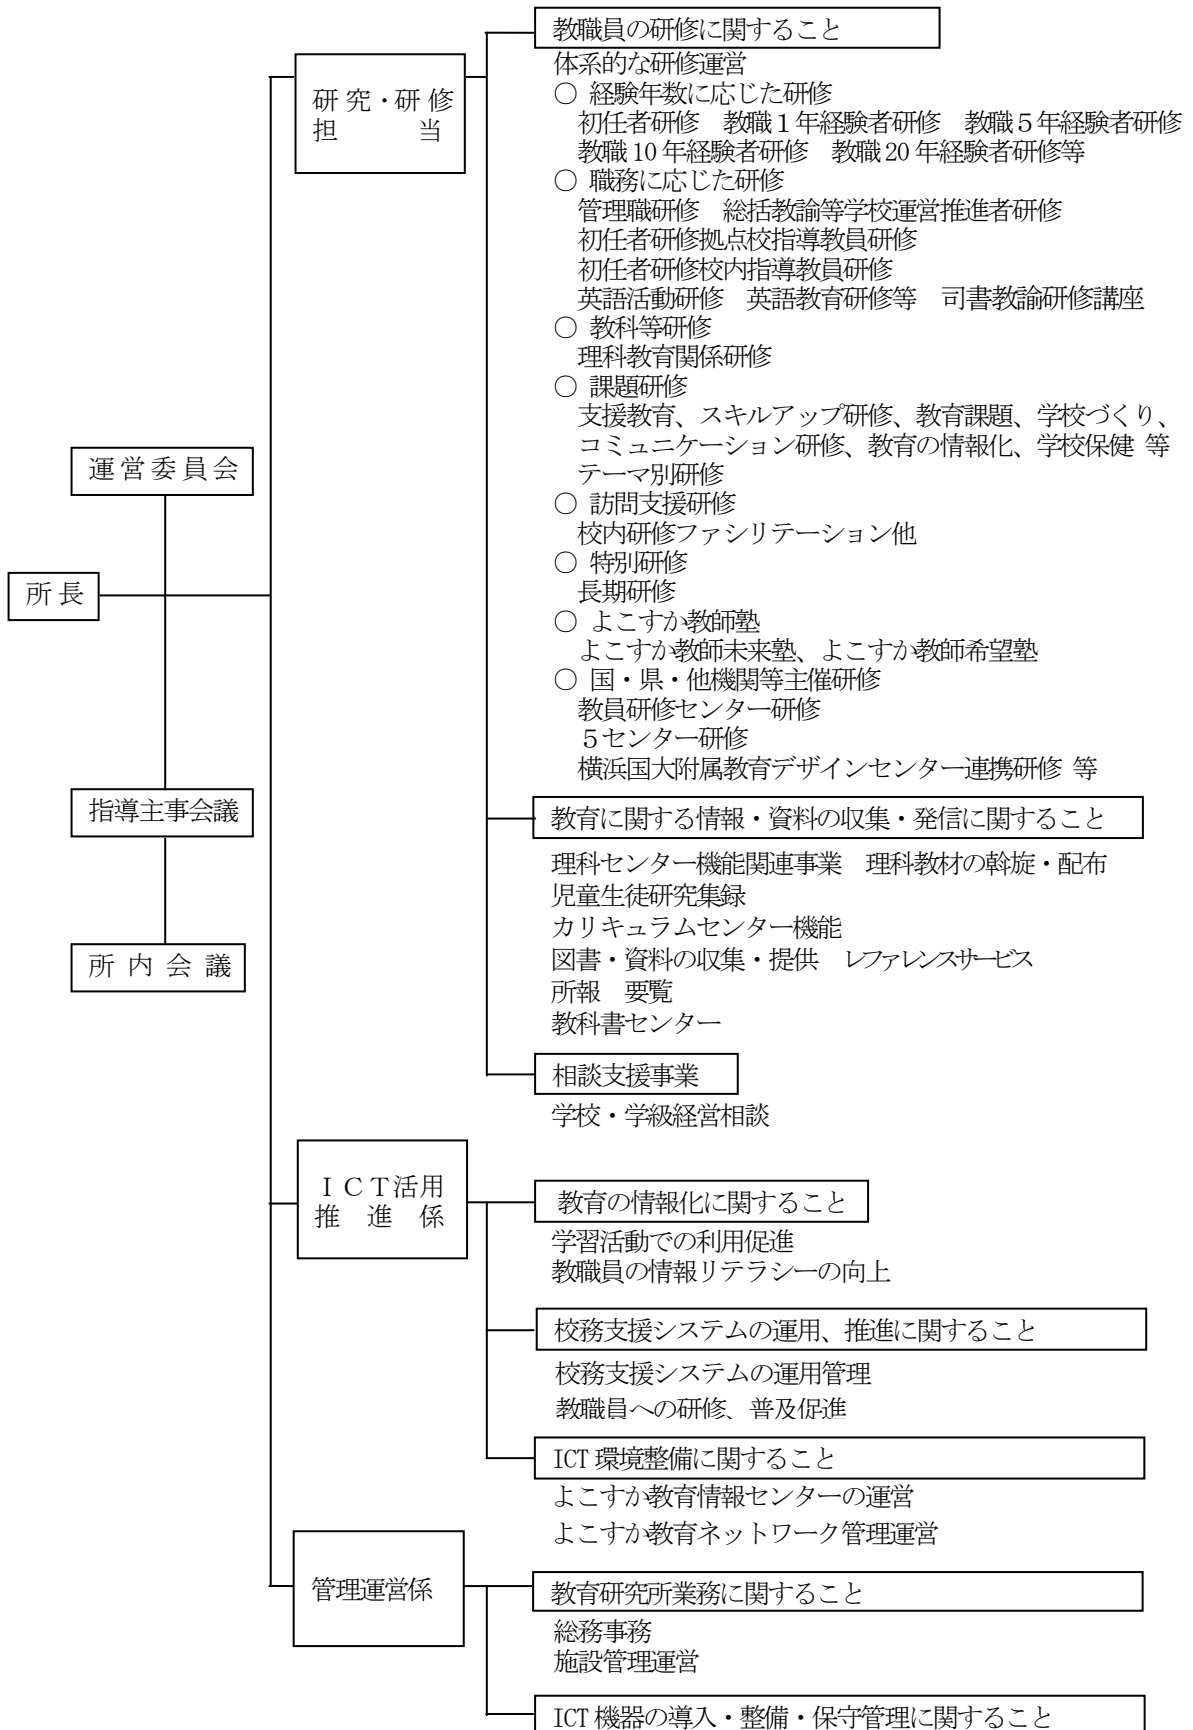 運営委員会
所長
指導主事会議
所内会議
研究・研修
担当
教職員の研修に関すること
体系的な研修運営
○ 経験年数に応じた研修
初任者研修　教職１年経験者研修　教職５年経験者研修
教職10年経験者研修　教職20年経験者研修等
○ 職務に応じた研修
管理職研修　総括教諭等学校運営推進者研修
初任者研修拠点校指導教員研修
初任者研修校内指導教員研修
英語活動研修　英語教育研修等　司書教諭研修講座
○ 教科等研修
理科教育関係研修
○ 課題研修
支援教育、スキルアップ研修、教育課題、学校づくり、
コミュニケーション研修、教育の情報化、学校保健 等
テーマ別研修
○ 訪問支援研修
校内研修ファシリテーション他
○ 特別研修
長期研修
○ よこすか教師塾
よこすか教師未来塾、よこすか教師希望塾
○ 国・県・他機関等主催研修
教員研修センター研修
５センター研修
横浜国大附属教育デザインセンター連携研修 等
教育に関する情報・資料の収集・発信に関すること
理科センター機能関連事業　理科教材の斡旋・配布
児童生徒研究集録
カリキュラムセンター機能
図書・資料の収集・提供　レファレンスサービス
所報　要覧
教科書センター
相談支援事業
学校・学級経営相談
ＩＣＴ活用
推進係
教育の情報化に関すること
学習活動での利用促進
教職員の情報リテラシーの向上
校務支援システムの運用、推進に関すること
校務支援システムの運用管理
教職員への研修、普及促進
ICT環境整備に関すること
よこすか教育情報センターの運営
よこすか教育ネットワーク管理運営
管理運営係
教育研究所業務に関すること
総務事務
施設管理運営
ICT機器の導入・整備・保守管理に関すること